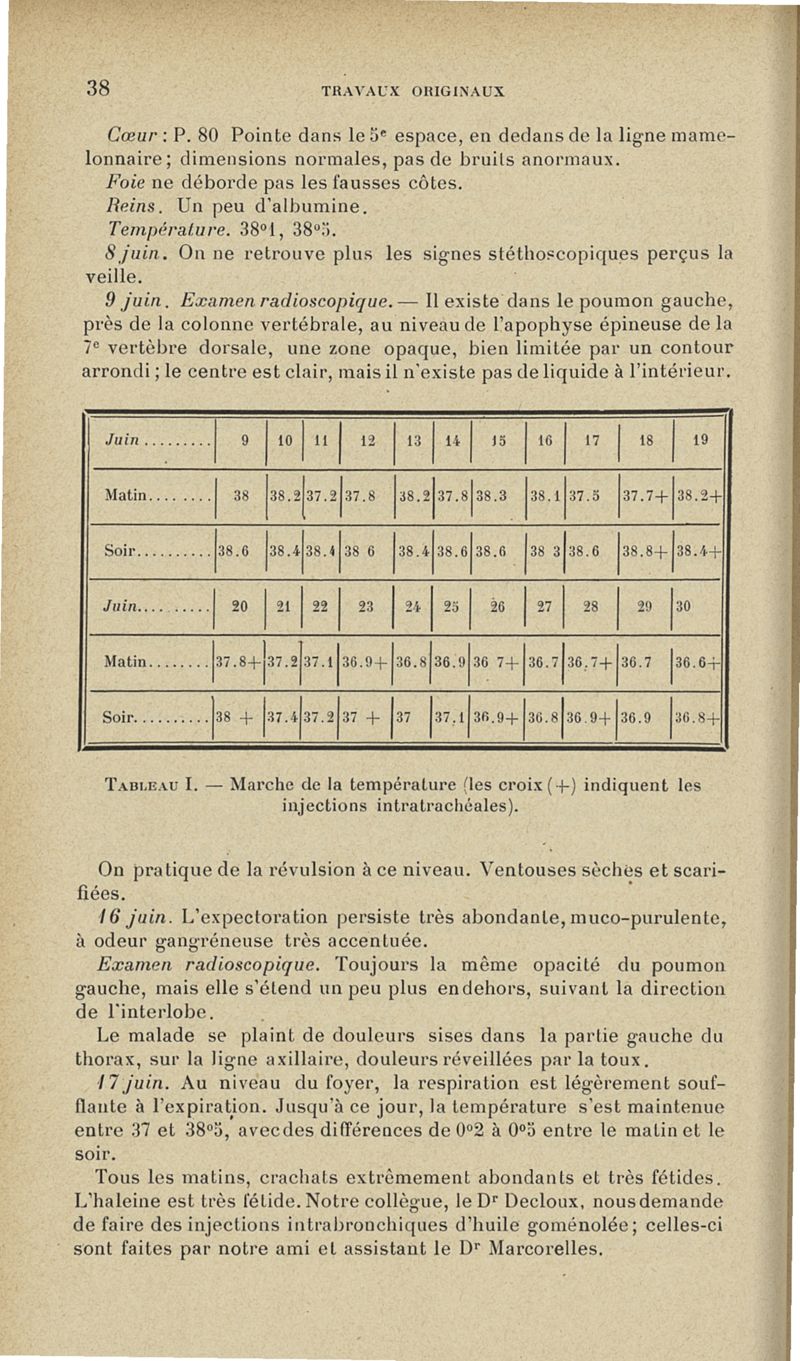 38
TRAVAUX ORIGINAUX
Cœur : P. 80 Pointe dans le 5e espace, en dedans de la ligne mame-
lonnaire; dimensions normales, pas de bruits anormaux.
Foie ne déborde pas les fausses côtes.
Reins. Un peu d'albumine.
Température. 38°1, 38°5.
8 juin. On ne retrouve plus les signes stéthoscopiques perçus la
veille.
9 juin. Examen radioscopique. — Il existe dans le poumon gauche,
près de la colonne vertébrale, au niveau de l'apophyse épineuse de la
7e vertèbre dorsale, une zone opaque, bien limitée par un contour
arrondi ; le centre est clair, mais il n'existe pas de liquide à l'intérieur.
Juin......... 9 10 11 12 13 14 15 16 17 18 19
Matin........ 38 38.2 37.2 37.8 38.2 37.8 38.3 38.1 37.5 37.7+ 38.2+
Soir.......... 38.6 38.4 38.4 38 6 38.4 38.6 38.6 38 3 38.6 38.8+ 38.4+
Juin......... 20 21 22 23 24 25 26 27 28 29 30
Matin........ 37.8+ 37.2 37.1 36.9+ 36.8 36.9 36 7+ 36.7 36.7+ 36.7 36.6+
Soir.......... 38 + 37.4 37.2 37 + 37 37.1 36.9+ 36.8 36.9+ 36.9 36.8+
Tableau I. — Marche de la température (les croix (+) indiquent les
injections intratrachéales).
On pratique de la révulsion à ce niveau. Ventouses sèches et scari-
fiées.
16 juin. L'expectoration persiste très abondante, muco-purulente,
à odeur gangréneuse très accentuée.
Examen radioscopique. Toujours la même opacité du poumon
gauche, mais elle s'étend un peu plus en dehors, suivant la direction
de l'interlobe.
Le malade se plaint de douleurs sises dans la partie gauche du
thorax, sur la ligne axillaire, douleurs réveillées par la toux.
17 juin. Au niveau du foyer, la respiration est légèrement souf-
flante à l'expiration. Jusqu'à ce jour, la température s'est maintenue
entre 37 et 38°5, avec des différences de 0°2 à 0°5 entre le matin et le
soir.
Tous les matins, crachats extrêmement abondants et très fétides.
L'haleine est très fétide. Notre collègue, le Dr Decloux, nous demande
de faire des injections intrabronchiques d'huile goménolée; celles-ci
sont faites par notre ami et assistant le Dr Marcorelles.